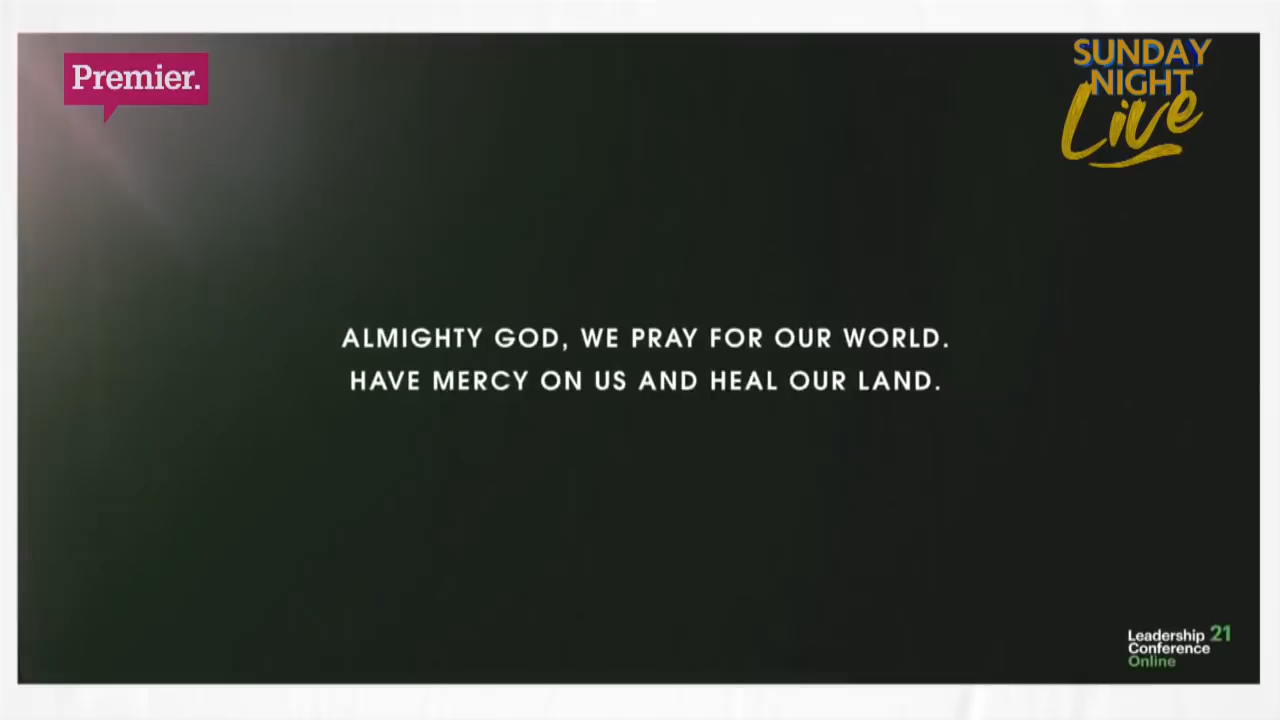 Premier.
SUNDAY
NIGHT
Live
ALMIGHTY GOD, WE PRAY FOR OUR WORLD.
HAVE MERCY ON US AND HEAL OUR LAND.
Leadership 21
Conference
Online